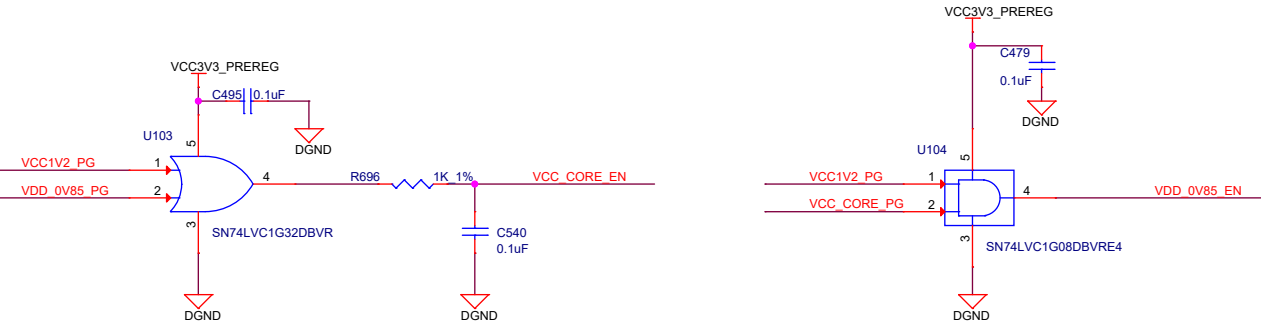 VCC3V3_PREREG
C495 0.1uF
DGND
U103
5
VCC1V2_PG 1
VDD_0V85_PG 2
4
R696 1K_1% VCC_CORE_EN
3
SN74LVC1G32DBVR
C540
0.1uF
DGND
DGND
VCC3V3_PREREG
C479
0.1uF
DGND
U104
5
VCC1V2_PG 1
VCC_CORE_PG 2
4 VDD_0V85_EN
3
SN74LVC1G08DBVRE4
DGND